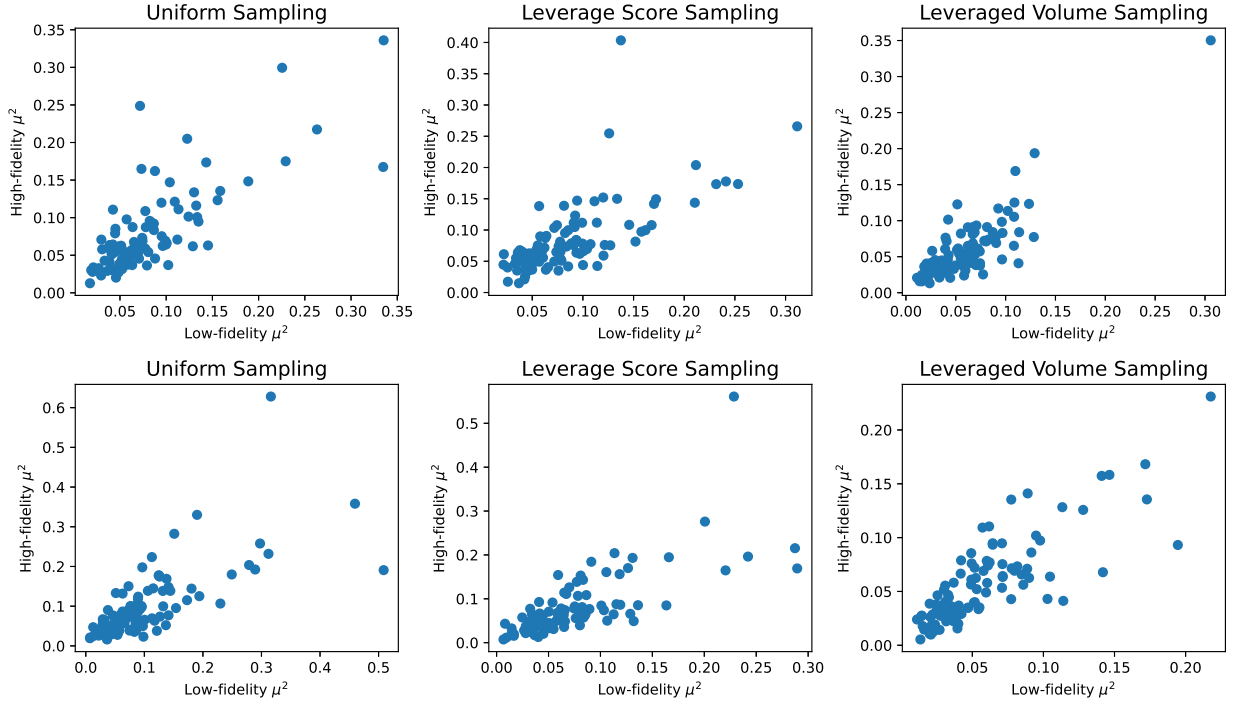 Uniform Sampling
Leverage Score Sampling
Leveraged Volume Sampling
0.35
0.30
0.25
0.20
0.15
0.10
0.05
0.00
High-fidelity μ²
0.05 0.10 0.15 0.20 0.25 0.30 0.35
Low-fidelity μ²
0.40
0.35
0.30
0.25
0.20
0.15
0.10
0.05
0.00
High-fidelity μ²
0.05 0.10 0.15 0.20 0.25 0.30
Low-fidelity μ²
0.35
0.30
0.25
0.20
0.15
0.10
0.05
0.00
High-fidelity μ²
0.00 0.05 0.10 0.15 0.20 0.25 0.30
Low-fidelity μ²
Uniform Sampling
Leverage Score Sampling
Leveraged Volume Sampling
0.6
0.5
0.4
0.3
0.2
0.1
0.0
High-fidelity μ²
0.0 0.1 0.2 0.3 0.4 0.5
Low-fidelity μ²
0.5
0.4
0.3
0.2
0.1
0.0
High-fidelity μ²
0.00 0.05 0.10 0.15 0.20 0.25 0.30
Low-fidelity μ²
0.20
0.15
0.10
0.05
0.00
High-fidelity μ²
0.05 0.10 0.15 0.20
Low-fidelity μ²